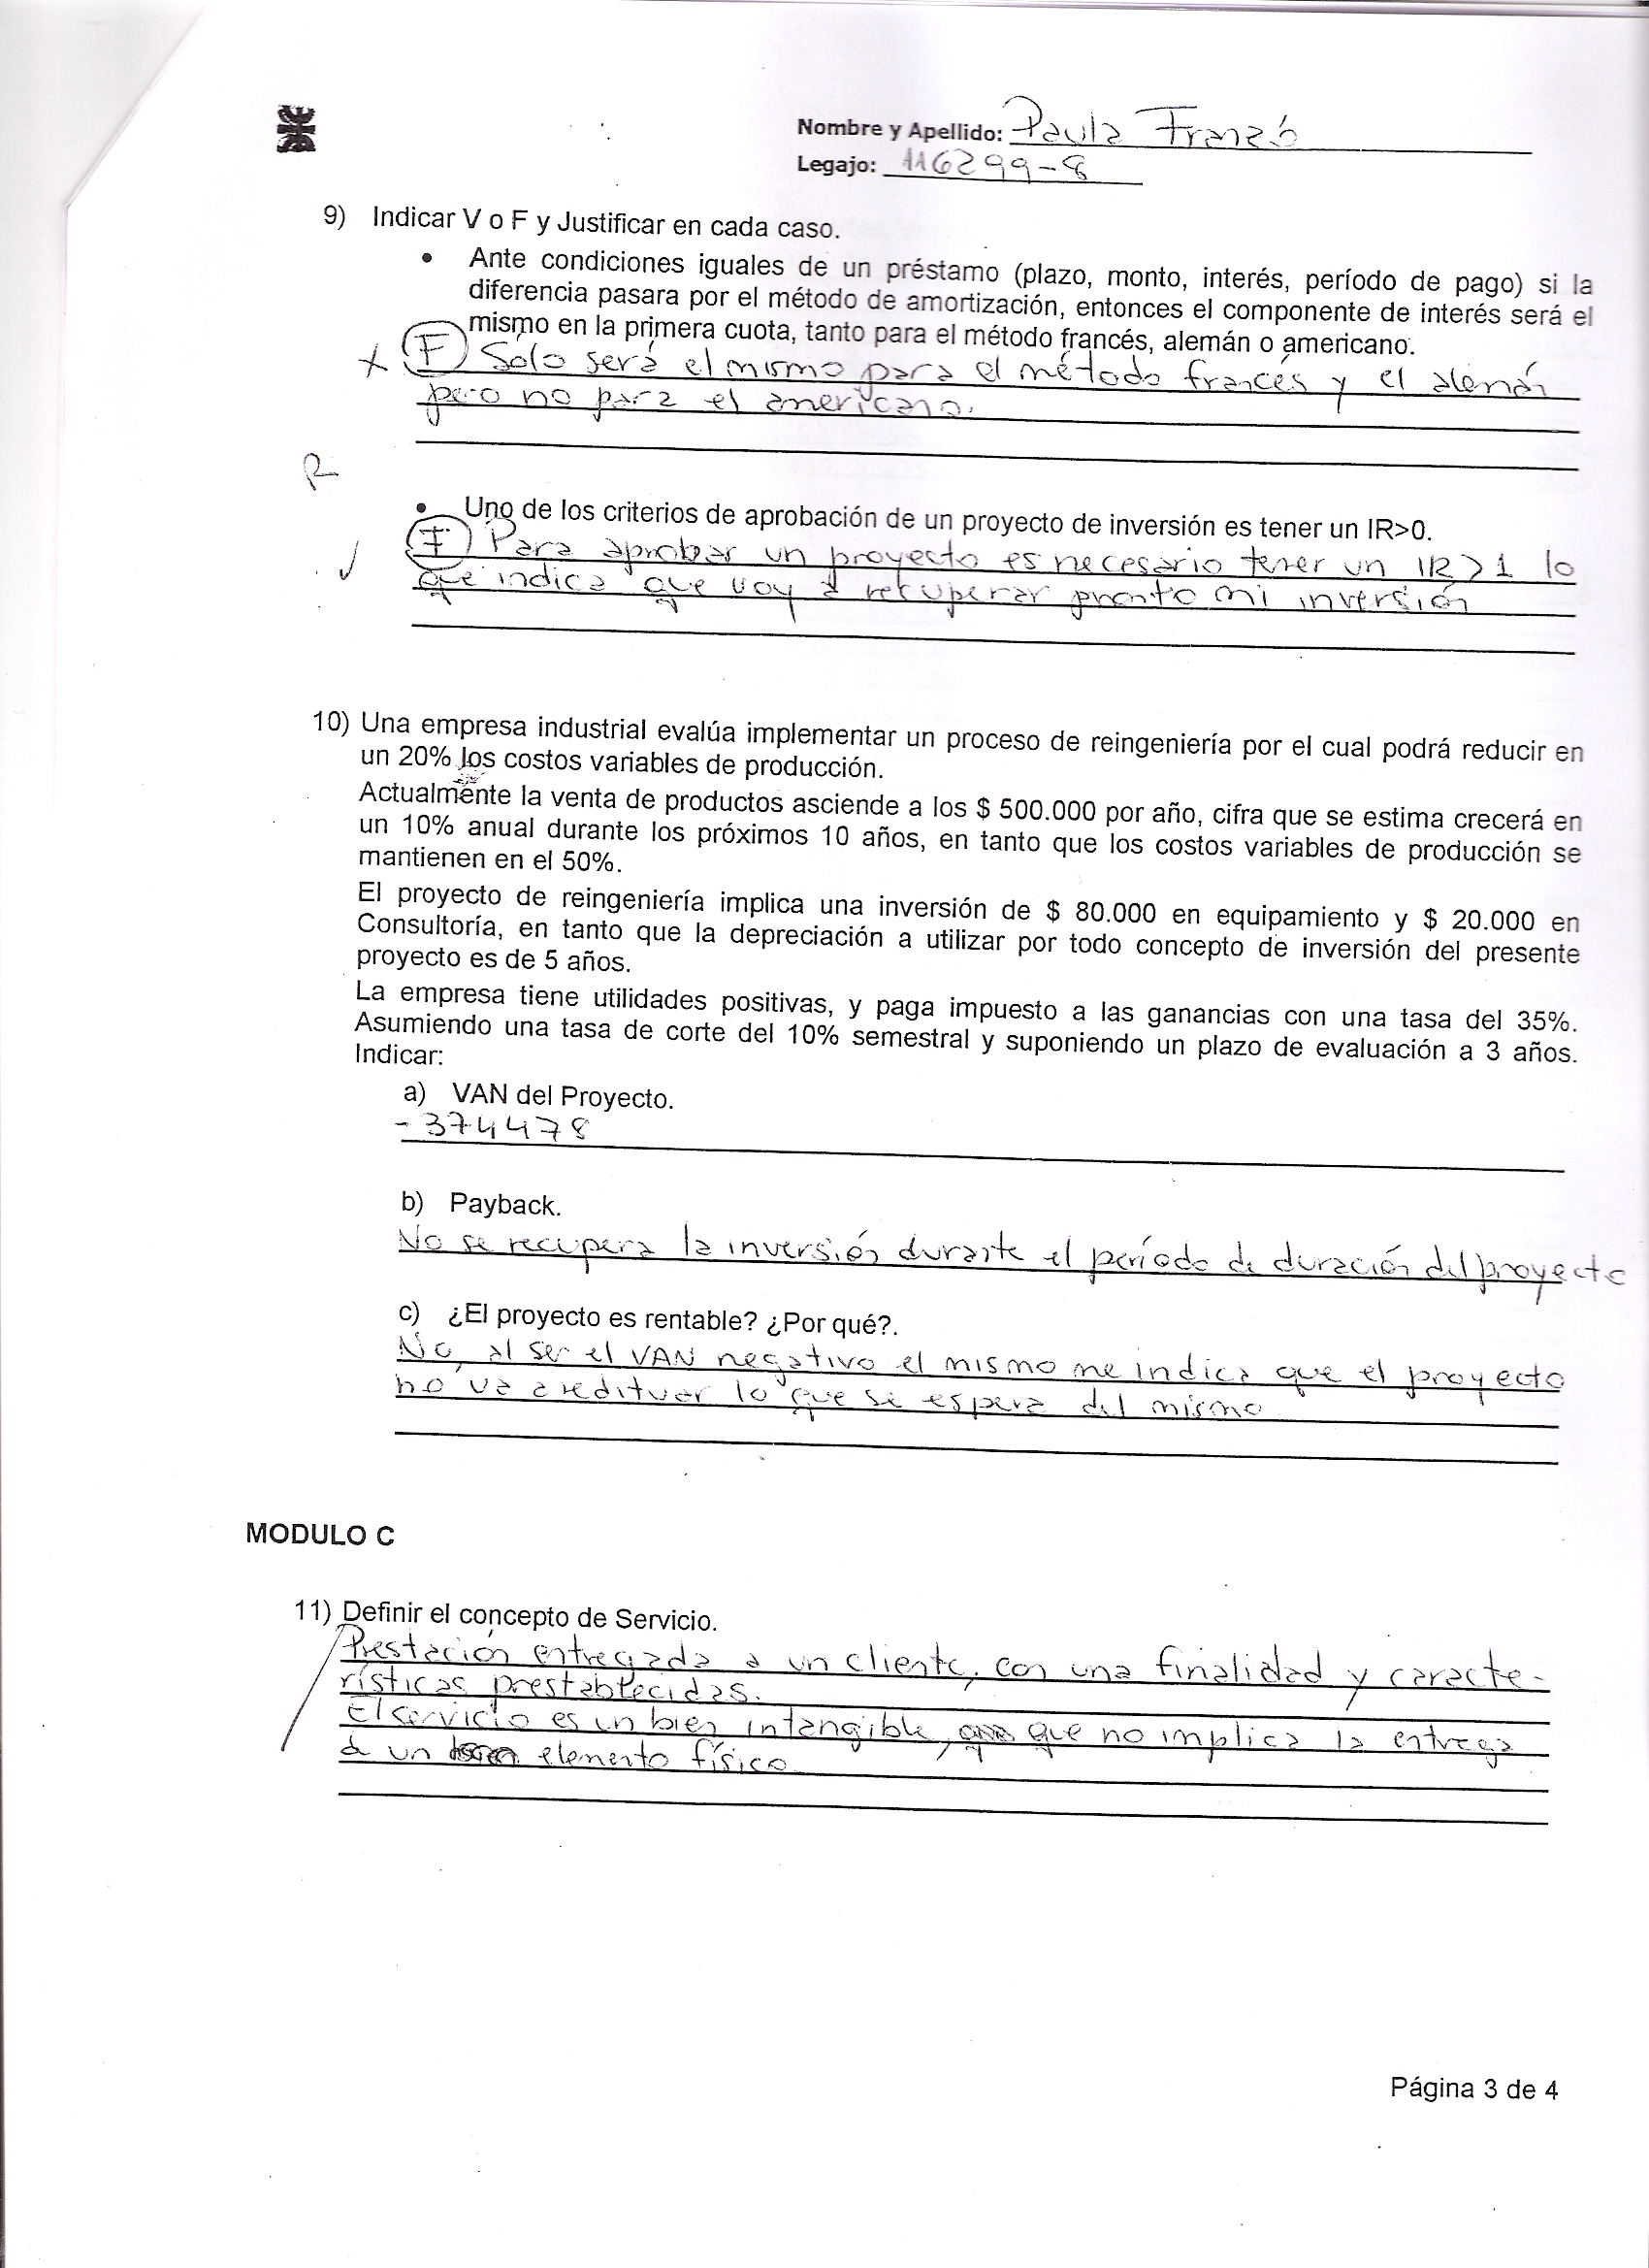 Nombre y Apellido: Paula Franzó
Legajo: 116299-8
9) Indicar V o F y Justificar en cada caso.
• Ante condiciones iguales de un préstamo (plazo, monto, interés, período de pago) si la
diferencia pasara por el método de amortización, entonces el componente de interés será el
mismo en la primera cuota, tanto para el método francés, alemán o americano.
X (F) Sólo será el mismo para el método francés y el alemán
pero no para el americano.
R
• Uno de los criterios de aprobación de un proyecto de inversión es tener un IR>0.
(F) Para aprobar un proyecto es necesario tener un IR>1 lo
✓ que indica que voy a recuperar pronto mi inversión
10) Una empresa industrial evalúa implementar un proceso de reingeniería por el cual podrá reducir en
un 20% los costos variables de producción.
Actualmente la venta de productos asciende a los $ 500.000 por año, cifra que se estima crecerá en
un 10% anual durante los próximos 10 años, en tanto que los costos variables de producción se
mantienen en el 50%.
El proyecto de reingeniería implica una inversión de $ 80.000 en equipamiento y $ 20.000 en
Consultoría, en tanto que la depreciación a utilizar por todo concepto de inversión del presente
proyecto es de 5 años.
La empresa tiene utilidades positivas, y paga impuesto a las ganancias con una tasa del 35%.
Asumiendo una tasa de corte del 10% semestral y suponiendo un plazo de evaluación a 3 años.
Indicar:
a) VAN del Proyecto.
- 374478
b) Payback.
No se recupera la inversión durante el período de duración del proyecto
c) ¿El proyecto es rentable? ¿Por qué?.
No, al ser el VAN negativo el mismo me indica que el proyecto
no va a redituar lo que se espera del mismo
MODULO C
11) Definir el concepto de Servicio.
Prestación entregada a un cliente, con una finalidad y caracte-
rísticas prestablecidas.
El servicio es un bien intangible, que no implica la entrega
de un elemento físico
Página 3 de 4